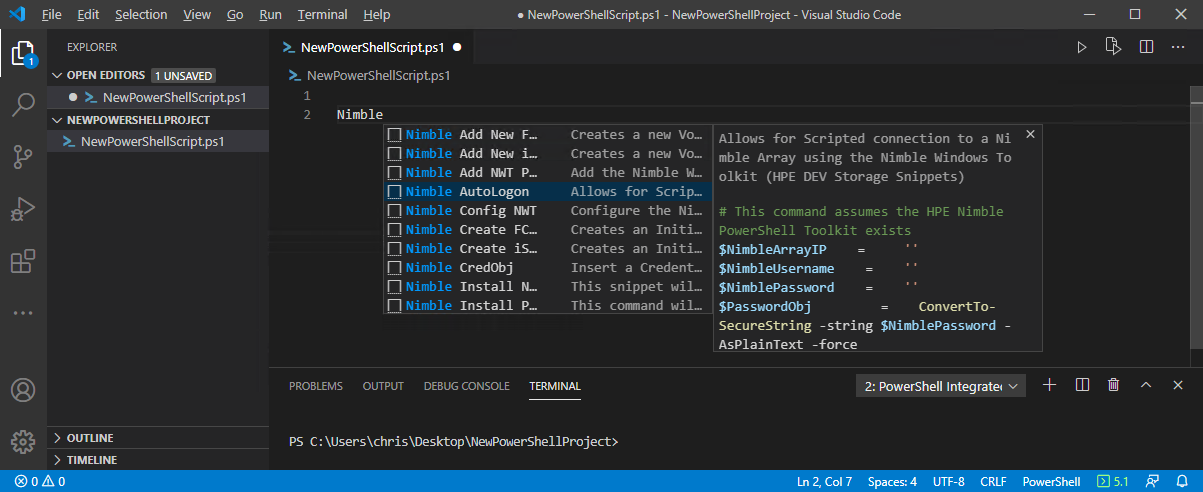 File Edit Selection View Go Run Terminal Help ● NewPowerShellScript.ps1 - NewPowerShellProject - Visual Studio Code
EXPLORER
OPEN EDITORS 1 UNSAVED
NewPowerShellScript.ps1
NEWPOWERSHELLPROJECT
NewPowerShellScript.ps1
OUTLINE
TIMELINE
1
NewPowerShellScript.ps1
NewPowerShellScript.ps1
1
2 Nimble
Nimble Add New F… Creates a new Vo…
Nimble Add New i… Creates a new Vo…
Nimble Add NWT P… Add the Nimble W…
Nimble AutoLogon Allows for Scrip…
Nimble Config NWT Configure the Ni…
Nimble Create FC… Creates an Initi…
Nimble Create iS… Creates an Initi…
Nimble CredObj Insert a Credent…
Nimble Install N… This snippet wil…
Nimble Install P… This command wil…
Allows for Scripted connection to a Ni
mble Array using the Nimble Windows To
olkit (HPE DEV Storage Snippets)
# This command assumes the HPE Nimble
PowerShell Toolkit exists
$NimbleArrayIP = ''
$NimbleUsername = ''
$NimblePassword = ''
$PasswordObj = ConvertTo-
SecureString -string $NimblePassword -
AsPlainText -force
PROBLEMS OUTPUT DEBUG CONSOLE TERMINAL 2: PowerShell Integrate
PS C:\Users\chris\Desktop\NewPowerShellProject>
0 0 Ln 2, Col 7 Spaces: 4 UTF-8 CRLF PowerShell 5.1